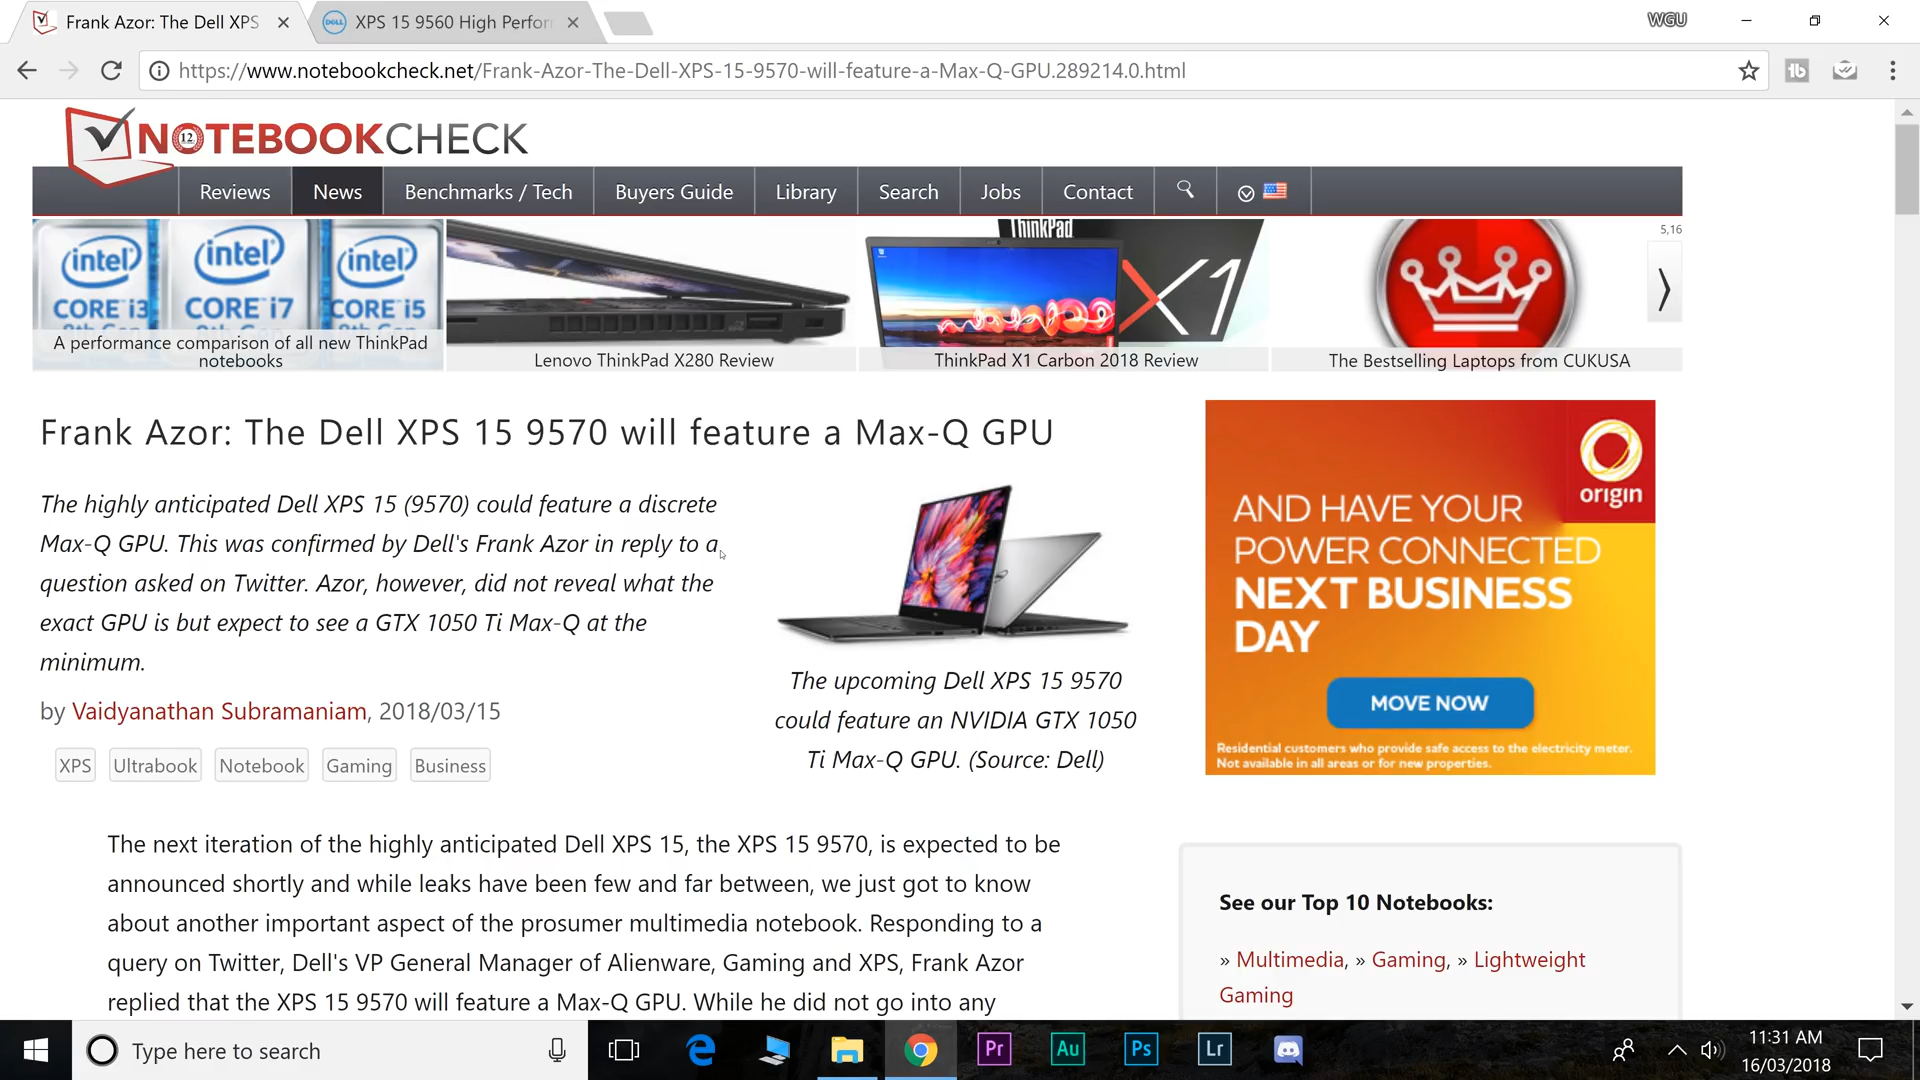 Frank Azor: The Dell XPS
XPS 15 9560 High Perfor
WGU
https://www.notebookcheck.net/Frank-Azor-The-Dell-XPS-15-9570-will-feature-a-Max-Q-GPU.289214.0.html
NOTEBOOKCHECK
12
Reviews
News
Benchmarks / Tech
Buyers Guide
Library
Search
Jobs
Contact
5,16
intel
CORE i3
intel
CORE i7
intel
CORE i5
A performance comparison of all new ThinkPad
notebooks
Lenovo ThinkPad X280 Review
ThinkPad
X1
ThinkPad X1 Carbon 2018 Review
The Bestselling Laptops from CUKUSA
Frank Azor: The Dell XPS 15 9570 will feature a Max-Q GPU
The highly anticipated Dell XPS 15 (9570) could feature a discrete
Max-Q GPU. This was confirmed by Dell's Frank Azor in reply to a
question asked on Twitter. Azor, however, did not reveal what the
exact GPU is but expect to see a GTX 1050 Ti Max-Q at the
minimum.
by Vaidyanathan Subramaniam, 2018/03/15
XPS
Ultrabook
Notebook
Gaming
Business
The upcoming Dell XPS 15 9570
could feature an NVIDIA GTX 1050
Ti Max-Q GPU. (Source: Dell)
origin
AND HAVE YOUR
POWER CONNECTED
NEXT BUSINESS
DAY
MOVE NOW
Residential customers who provide safe access to the electricity meter.
Not available in all areas or for new properties.
The next iteration of the highly anticipated Dell XPS 15, the XPS 15 9570, is expected to be
announced shortly and while leaks have been few and far between, we just got to know
about another important aspect of the prosumer multimedia notebook. Responding to a
query on Twitter, Dell's VP General Manager of Alienware, Gaming and XPS, Frank Azor
replied that the XPS 15 9570 will feature a Max-Q GPU. While he did not go into any
See our Top 10 Notebooks:
» Multimedia, » Gaming, » Lightweight
Gaming
Type here to search
Pr
Au
Ps
Lr
11:31 AM
16/03/2018